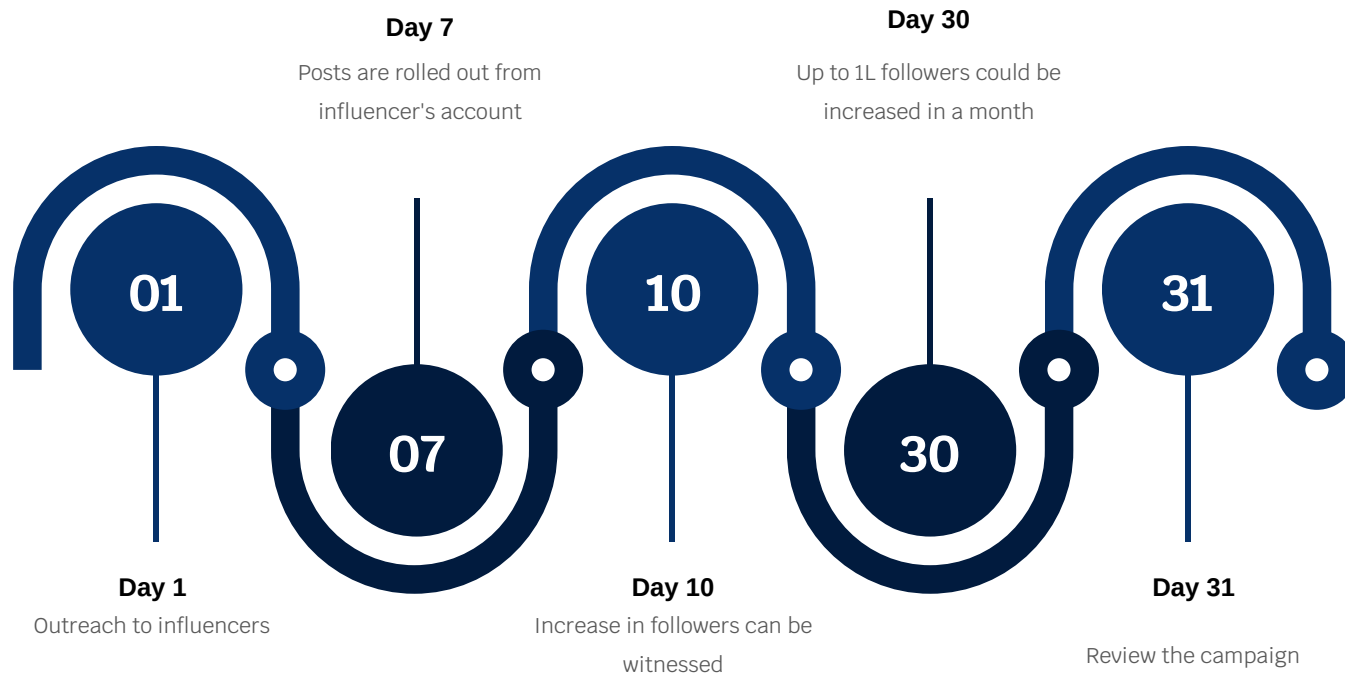 Day 7
Posts are rolled out from
influencer's account
Day 30
Up to 1L followers could be
increased in a month
01
07
10
30
31
Day 1
Outreach to influencers
Day 10
Increase in followers can be
witnessed
Day 31
Review the campaign